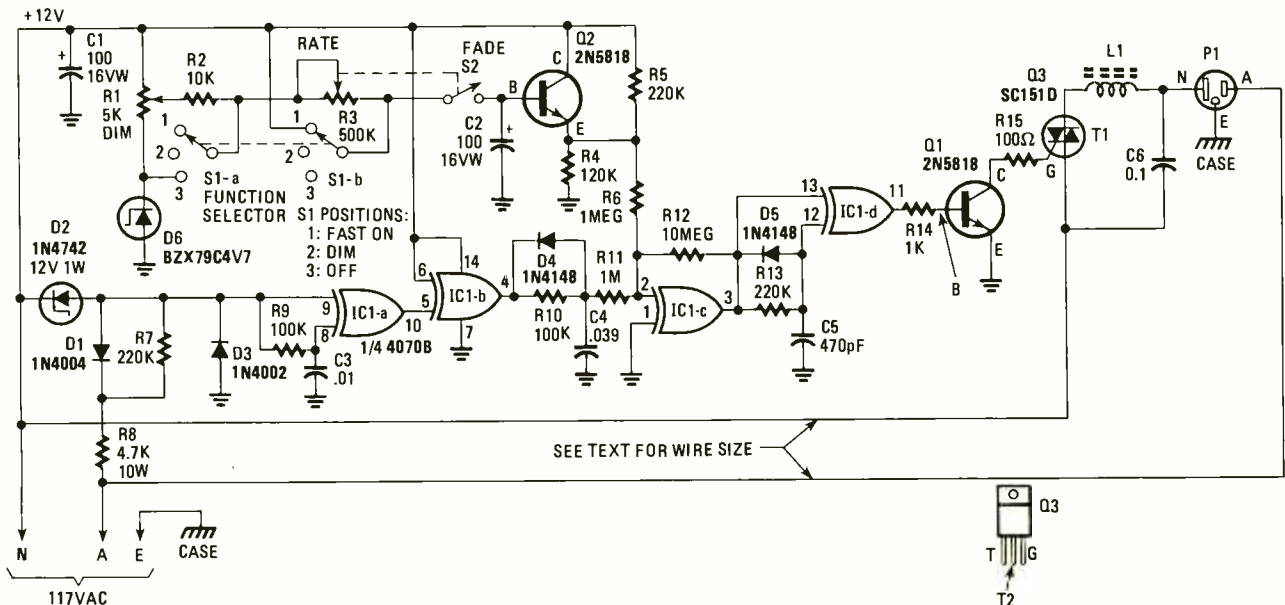 +12V
C1
100
16VW
R1
5K
DIM
R2
10K
RATE
R3
500K
FADE
S2
Q2
2N5818
C
B
E
C2
100
16VW
R4
120K
R5
220K
R6
1MEG
1
2
3
S1-a
FUNCTION
SELECTOR
1
2
3
S1-b
S1 POSITIONS:
1: FAST ON
2: DIM
3: OFF
D6
BZX79C4V7
D2
1N4742
12V 1W
D1
1N4004
R7
220K
D3
1N4002
R9
100K
9
8
IC1-a
10
1/4 4070B
C3
.01
6
5
14
IC1-b
7
4
D4
1N4148
R10
100K
R11
1M
C4
.039
R12
10MEG
2
1
IC1-c
3
D5
1N4148
R13
220K
C5
470pF
13
12
IC1-d
11
R14
1K
B
Q1
2N5818
C
E
R15
100Ω
Q3
SC151D
T1
G
L1
P1
N
A
E
CASE
C6
0.1
R8
4.7K
10W
SEE TEXT FOR WIRE SIZE
N
A
E
CASE
117VAC
Q3
T
G
T2